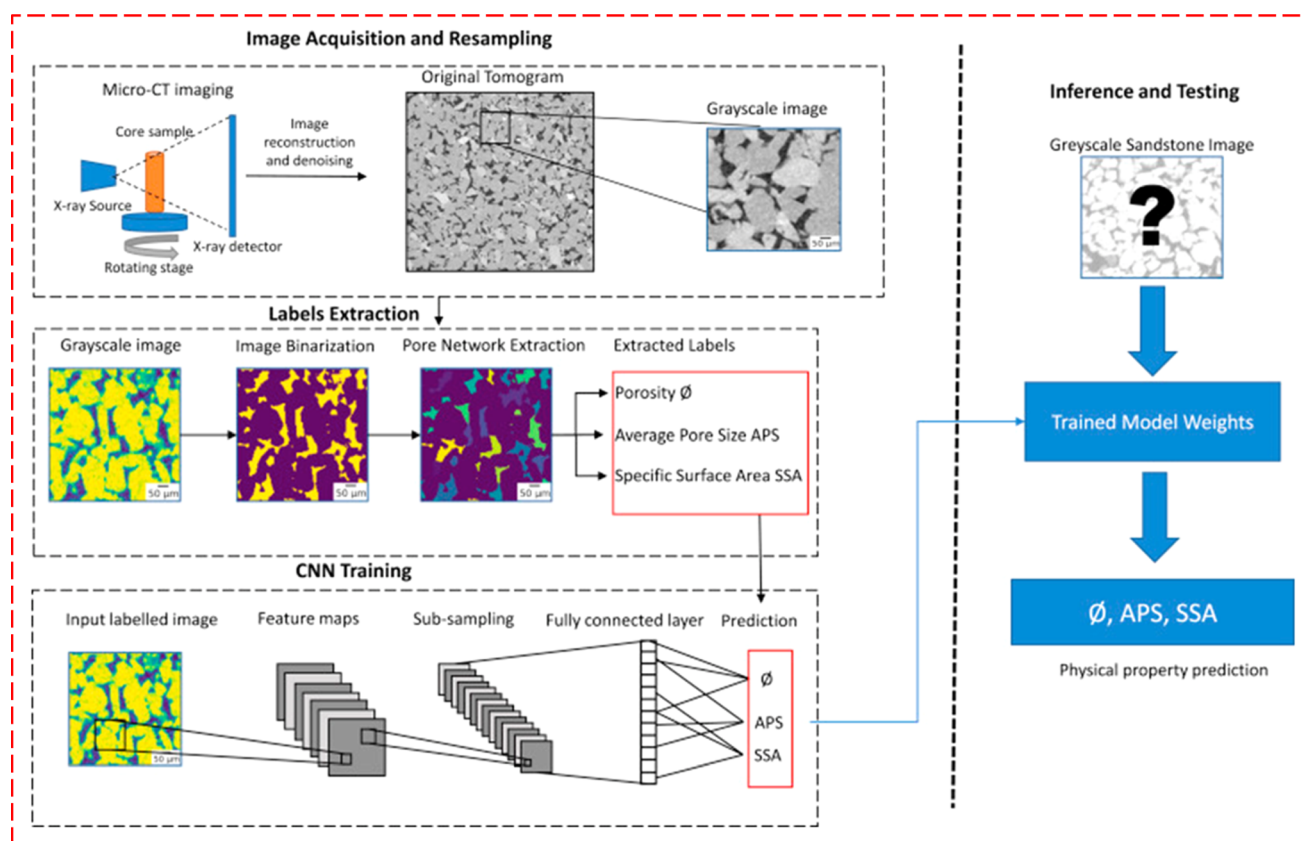 Image Acquisition and Resampling
Micro-CT imaging
Core sample
X-ray Source
X-ray detector
Rotating stage
Image
reconstruction
and denoising
Original Tomogram
Grayscale image
50 µm
Labels Extraction
Grayscale image
50 µm
Image Binarization
50 µm
Pore Network Extraction
50 µm
Extracted Labels
Porosity Ø
Average Pore Size APS
Specific Surface Area SSA
CNN Training
Input labelled image
50 µm
Feature maps
Sub-sampling
Fully connected layer
Prediction
Ø
APS
SSA
Inference and Testing
Greyscale Sandstone Image
?
Trained Model Weights
Ø, APS, SSA
Physical property prediction